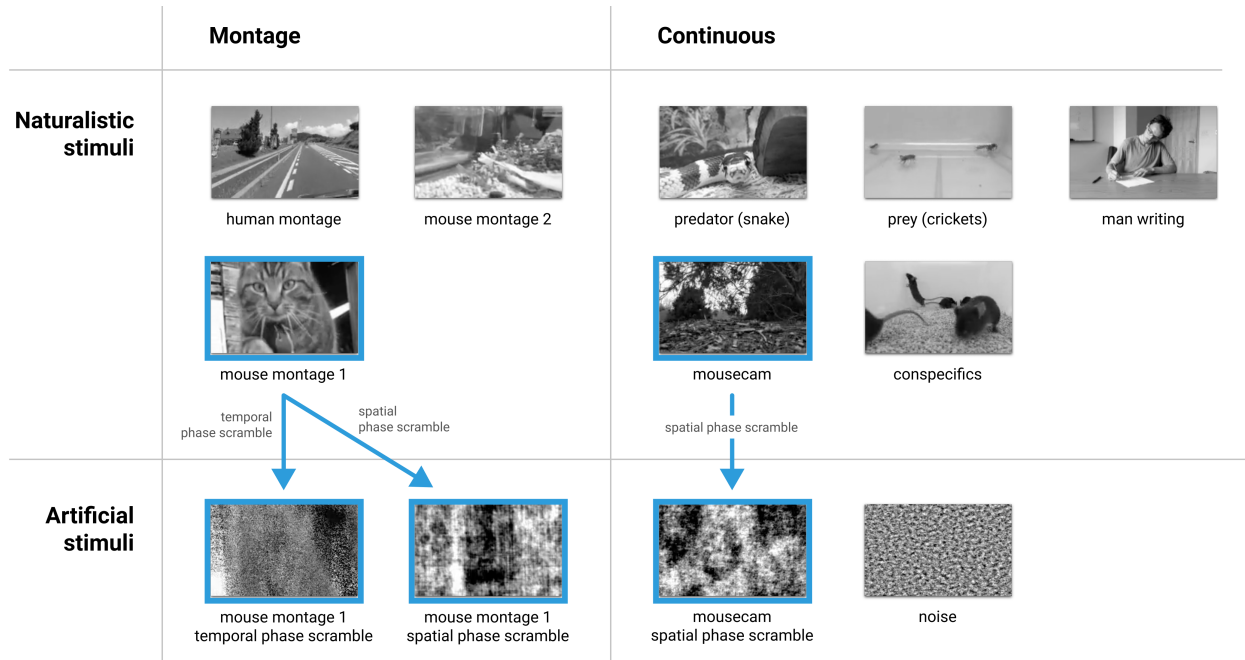 Montage
Continuous
Naturalistic
stimuli
human montage
mouse montage 2
predator (snake)
prey (crickets)
man writing
mouse montage 1
mousecam
conspecifics
temporal
phase scramble
spatial
phase scramble
spatial phase scramble
Artificial
stimuli
mouse montage 1
temporal phase scramble
mouse montage 1
spatial phase scramble
mousecam
spatial phase scramble
noise